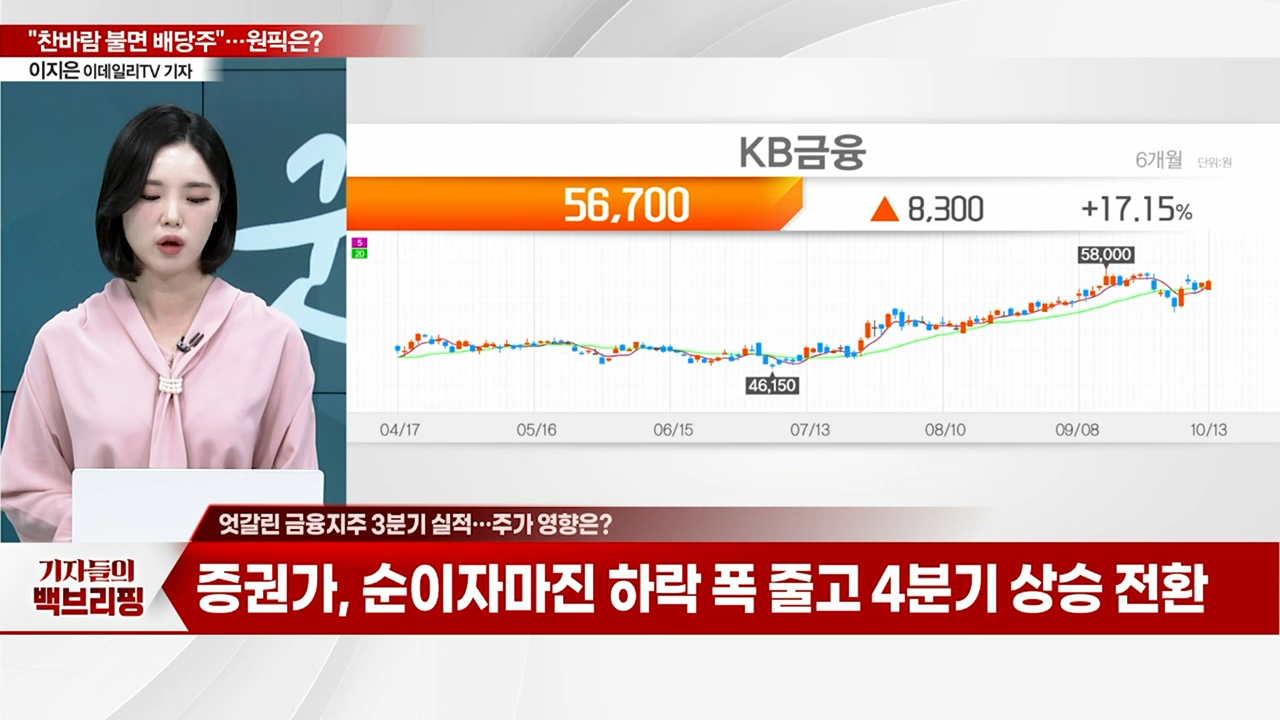 "찬바람 불면 배당주"…원픽은?
이지은 이데일리TV 기자
KB금융
6개월 단위:원
56,700 ▲ 8,300 +17.15%
5
20
58,000
46,150
04/17 05/16 06/15 07/13 08/10 09/08 10/13
엇갈린 금융지주 3분기 실적…주가 영향은?
기자들의
백브리핑
증권가, 순이자마진 하락 폭 줄고 4분기 상승 전환